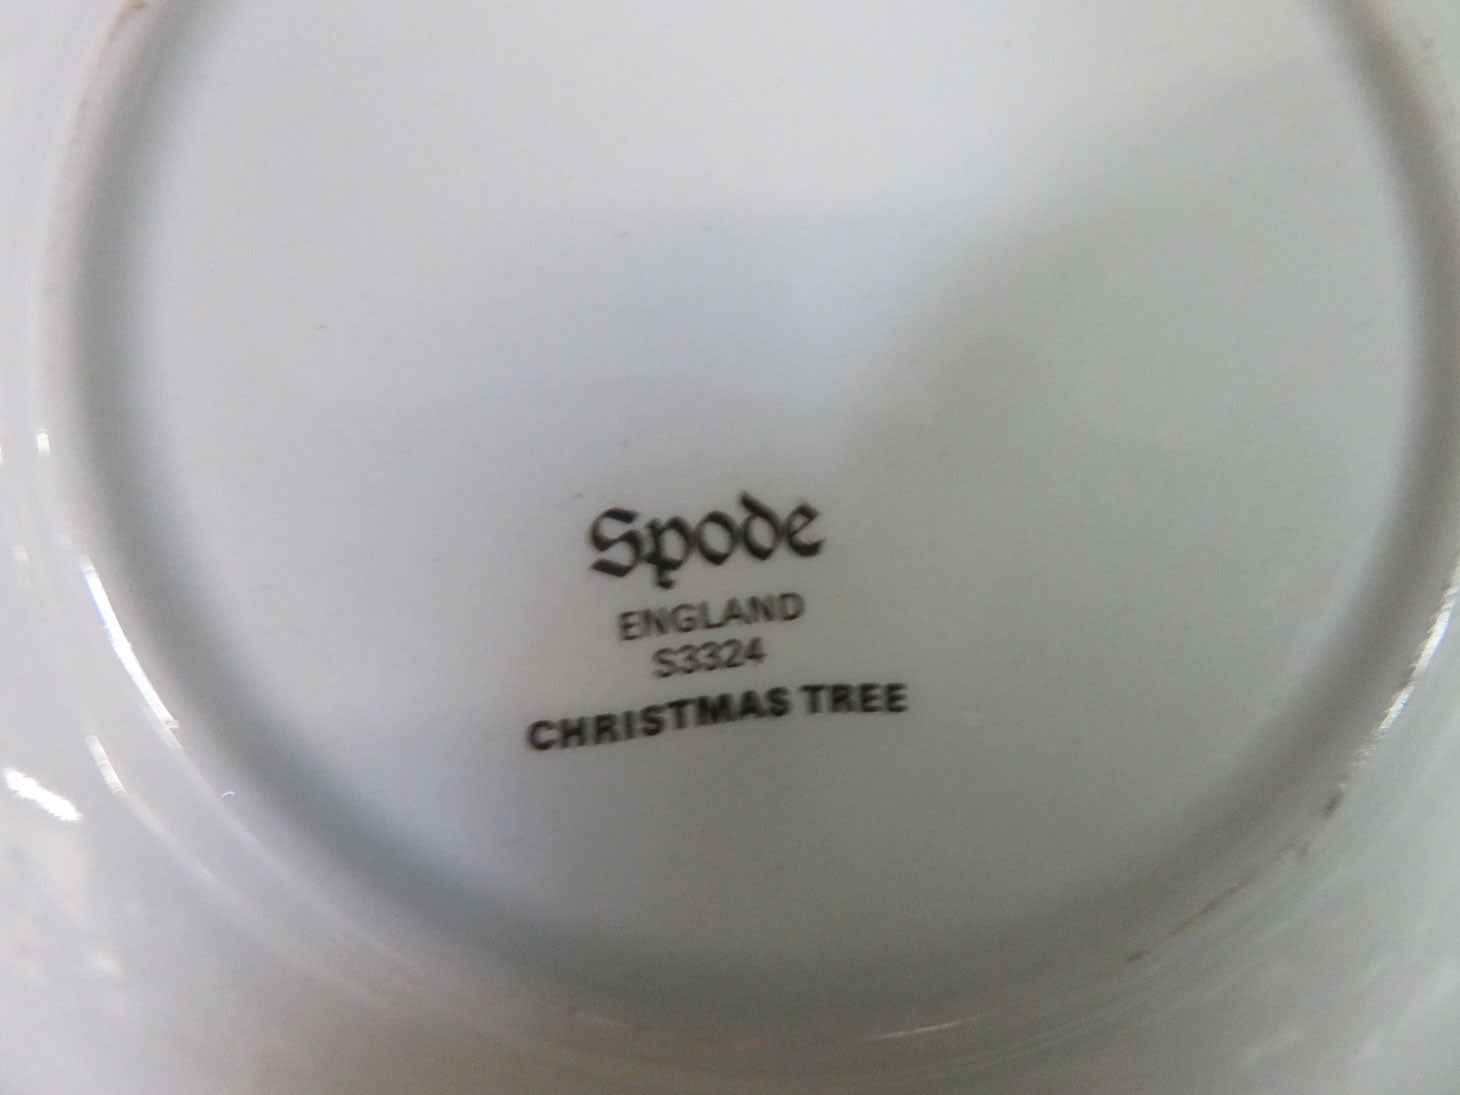 Spode
ENGLAND
S3324
CHRISTMAS TREE